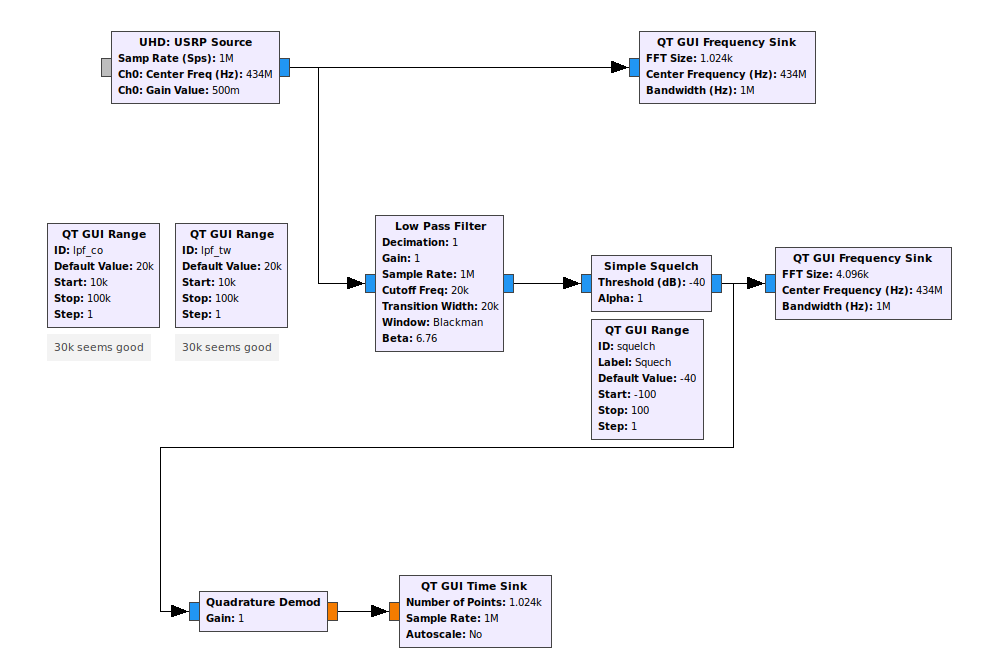 UHD: USRP Source
Samp Rate (Sps): 1M
Ch0: Center Freq (Hz): 434M
Ch0: Gain Value: 500m
QT GUI Frequency Sink
FFT Size: 1.024k
Center Frequency (Hz): 434M
Bandwidth (Hz): 1M
QT GUI Range
ID: lpf_co
Default Value: 20k
Start: 10k
Stop: 100k
Step: 1
30k seems good
QT GUI Range
ID: lpf_tw
Default Value: 20k
Start: 10k
Stop: 100k
Step: 1
30k seems good
Low Pass Filter
Decimation: 1
Gain: 1
Sample Rate: 1M
Cutoff Freq: 20k
Transition Width: 20k
Window: Blackman
Beta: 6.76
Simple Squelch
Threshold (dB): -40
Alpha: 1
QT GUI Range
ID: squelch
Label: Squech
Default Value: -40
Start: -100
Stop: 100
Step: 1
QT GUI Frequency Sink
FFT Size: 4.096k
Center Frequency (Hz): 434M
Bandwidth (Hz): 1M
Quadrature Demod
Gain: 1
QT GUI Time Sink
Number of Points: 1.024k
Sample Rate: 1M
Autoscale: No